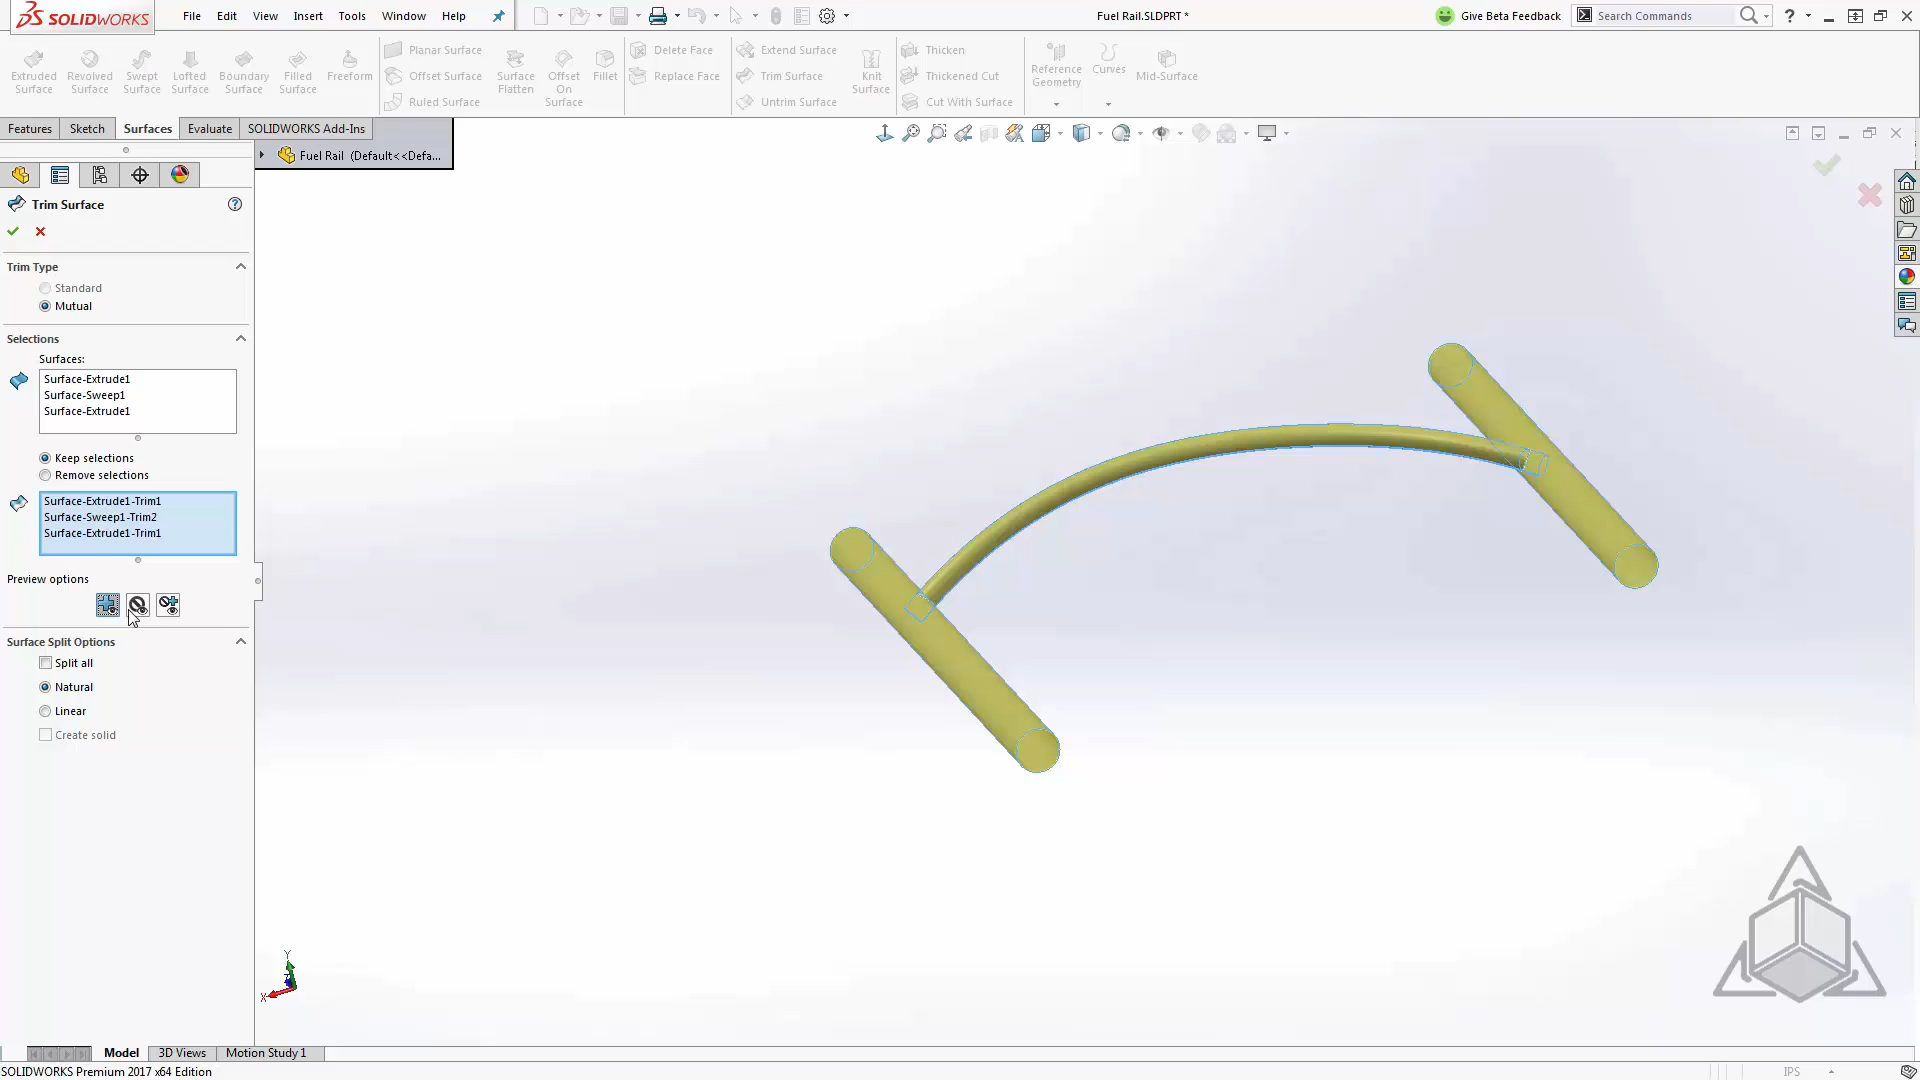 SOLIDWORKS
File Edit View Insert Tools Window Help
Fuel Rail.SLDPRT *
Give Beta Feedback
Search Commands
Extruded Surface
Revolved Surface
Swept Surface
Lofted Surface
Boundary Surface
Filled Surface
Freeform
Planar Surface
Offset Surface
Ruled Surface
Surface Flatten
Offset On Surface
Fillet
Delete Face
Replace Face
Extend Surface
Trim Surface
Untrim Surface
Knit Surface
Thicken
Thickened Cut
Cut With Surface
Reference Geometry
Curves
Mid-Surface
Features Sketch Surfaces Evaluate SOLIDWORKS Add-Ins
Fuel Rail (Default<<Defa...
Trim Surface
Trim Type
Standard
Mutual
Selections
Surfaces:
Surface-Extrude1
Surface-Sweep1
Surface-Extrude1
Keep selections
Remove selections
Surface-Extrude1-Trim1
Surface-Sweep1-Trim2
Surface-Extrude1-Trim1
Preview options
Surface Split Options
Split all
Natural
Linear
Create solid
Y
X
Z
Model 3D Views Motion Study 1
SOLIDWORKS Premium 2017 x64 Edition
IPS